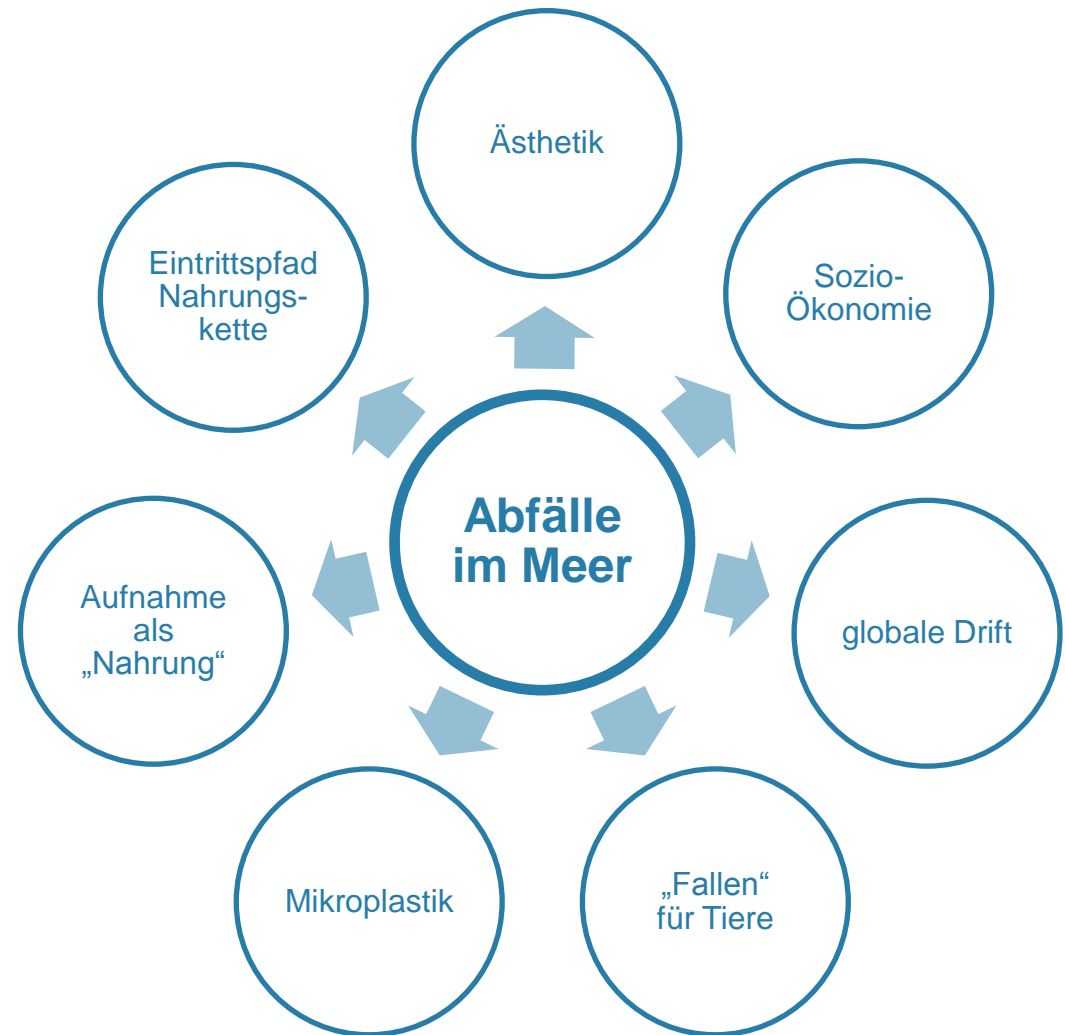 Ästhetik
Sozio-
Ökonomie
globale Drift
„Fallen“
für Tiere
Mikroplastik
Aufnahme
als
„Nahrung“
Eintrittspfad
Nahrungs-
kette
Abfälle
im Meer